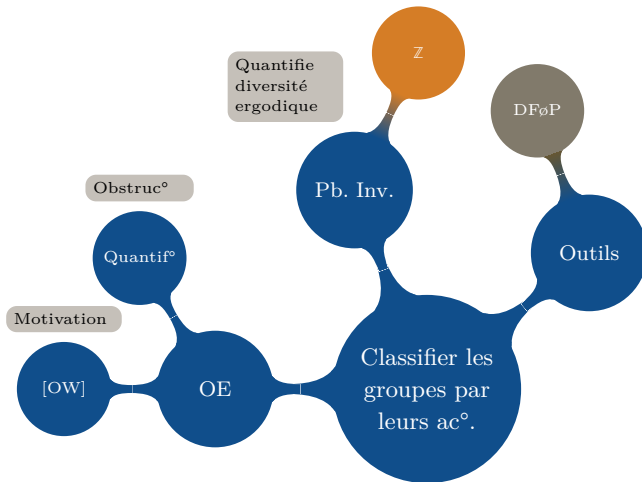 ℤ
Quantifie
diversité
ergodique
DFøP
Pb. Inv.
Obstruc°
Quantif°
Outils
Motivation
[OW]
OE
Classifier les
groupes par
leurs ac°.